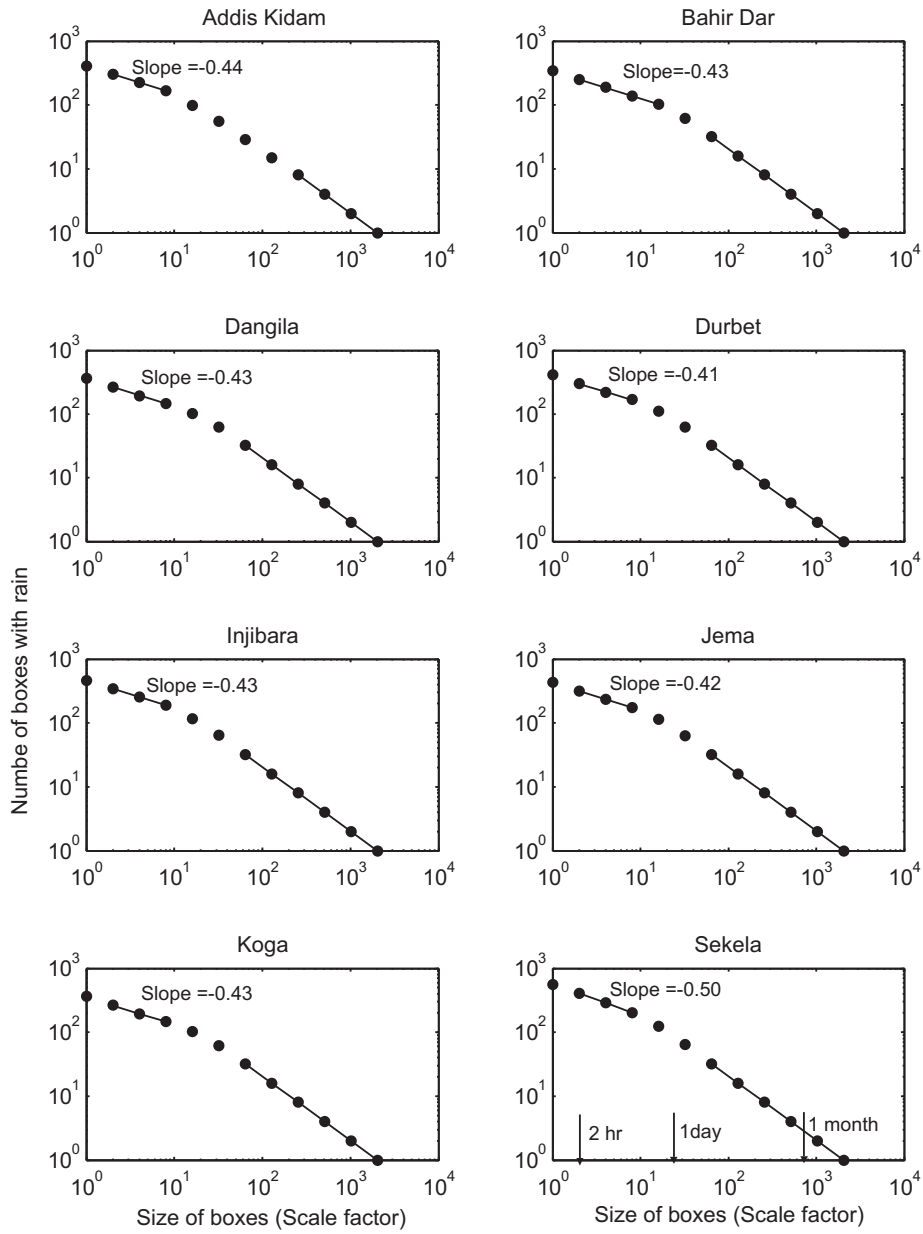 Addis Kidam
Bahir Dar
10^3
10^2
10^1
10^0
Slope =-0.44
10^0 10^1 10^2 10^3 10^4
10^3
10^2
10^1
10^0
Slope=-0.43
10^0 10^1 10^2 10^3 10^4
Dangila
Durbet
10^3
10^2
10^1
10^0
Slope =-0.43
10^0 10^1 10^2 10^3 10^4
10^3
10^2
10^1
10^0
Slope =-0.41
10^0 10^1 10^2 10^3 10^4
Numbe of boxes with rain
Injibara
Jema
10^3
10^2
10^1
10^0
Slope =-0.43
10^0 10^1 10^2 10^3 10^4
10^3
10^2
10^1
10^0
Slope =-0.42
10^0 10^1 10^2 10^3 10^4
Koga
Sekela
10^3
10^2
10^1
10^0
Slope =-0.43
10^0 10^1 10^2 10^3 10^4
Size of boxes (Scale factor)
10^3
10^2
10^1
10^0
Slope =-0.50
2 hr
1day
1 month
10^0 10^1 10^2 10^3 10^4
Size of boxes (Scale factor)